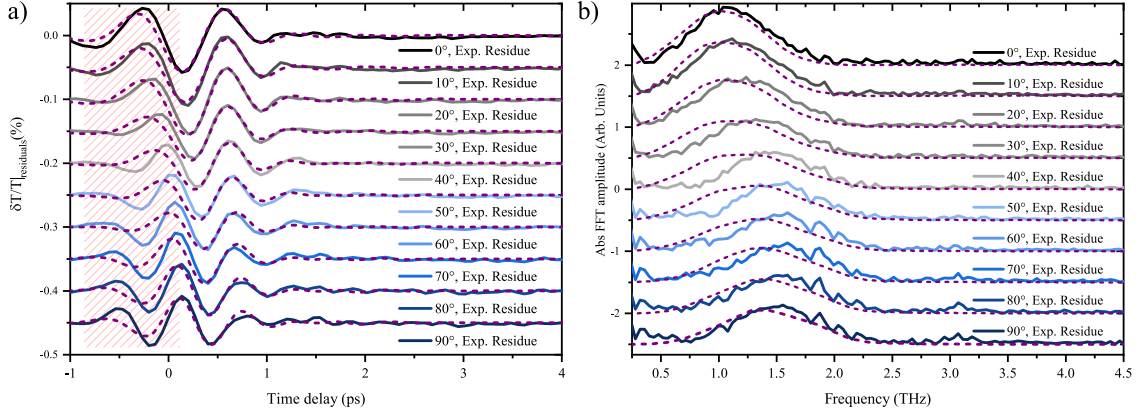 a)
b)
δT/T|residuals(%)
0.0
-0.1
-0.2
-0.3
-0.4
-0.5
0°, Exp. Residue
10°, Exp. Residue
20°, Exp. Residue
30°, Exp. Residue
40°, Exp. Residue
50°, Exp. Residue
60°, Exp. Residue
70°, Exp. Residue
80°, Exp. Residue
90°, Exp. Residue
-1 0 1 2 3 4
Time delay (ps)
Abs FFT amplitude (Arb. Units)
2
1
0
-1
-2
0°, Exp. Residue
10°, Exp. Residue
20°, Exp. Residue
30°, Exp. Residue
40°, Exp. Residue
50°, Exp. Residue
60°, Exp. Residue
70°, Exp. Residue
80°, Exp. Residue
90°, Exp. Residue
0.5 1.0 1.5 2.0 2.5 3.0 3.5 4.0 4.5
Frequency (THz)